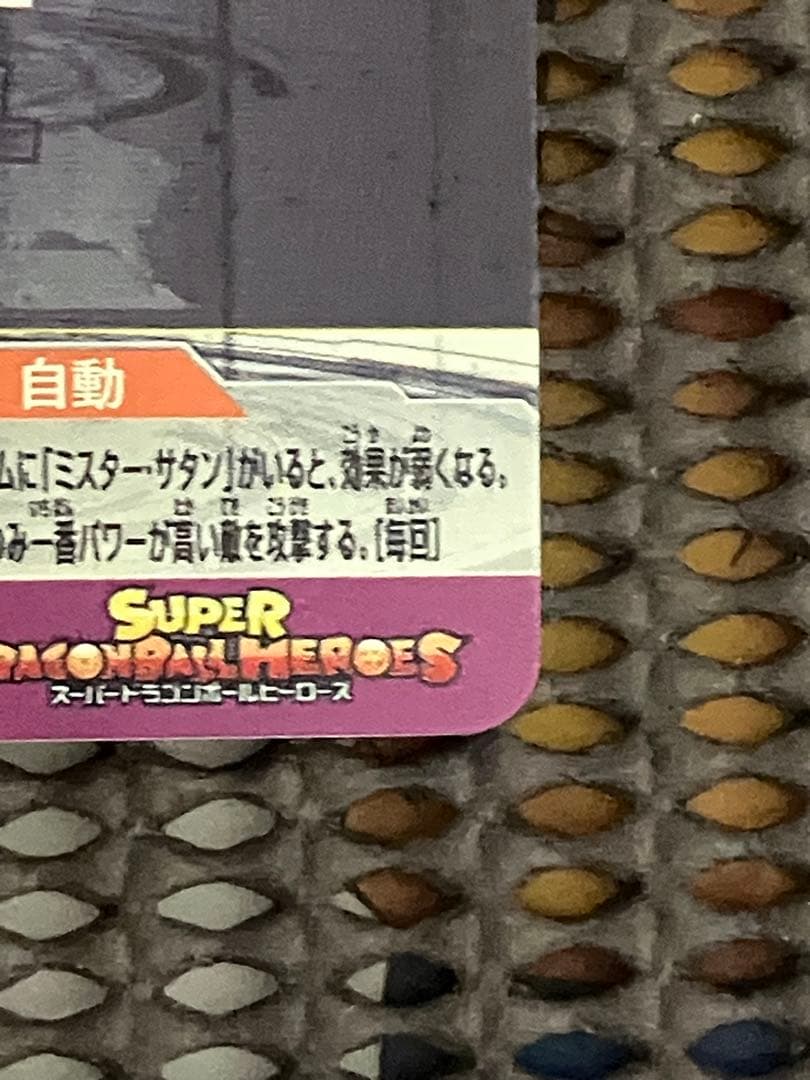 自動
ムに「ミスター・サタン」がいると、効果が弱くなる。
のみ一番パワーが高い敵を攻撃する。[毎回]
SUPER
DRAGONBALL HEROES
スーパードラゴンボールヒーローズ